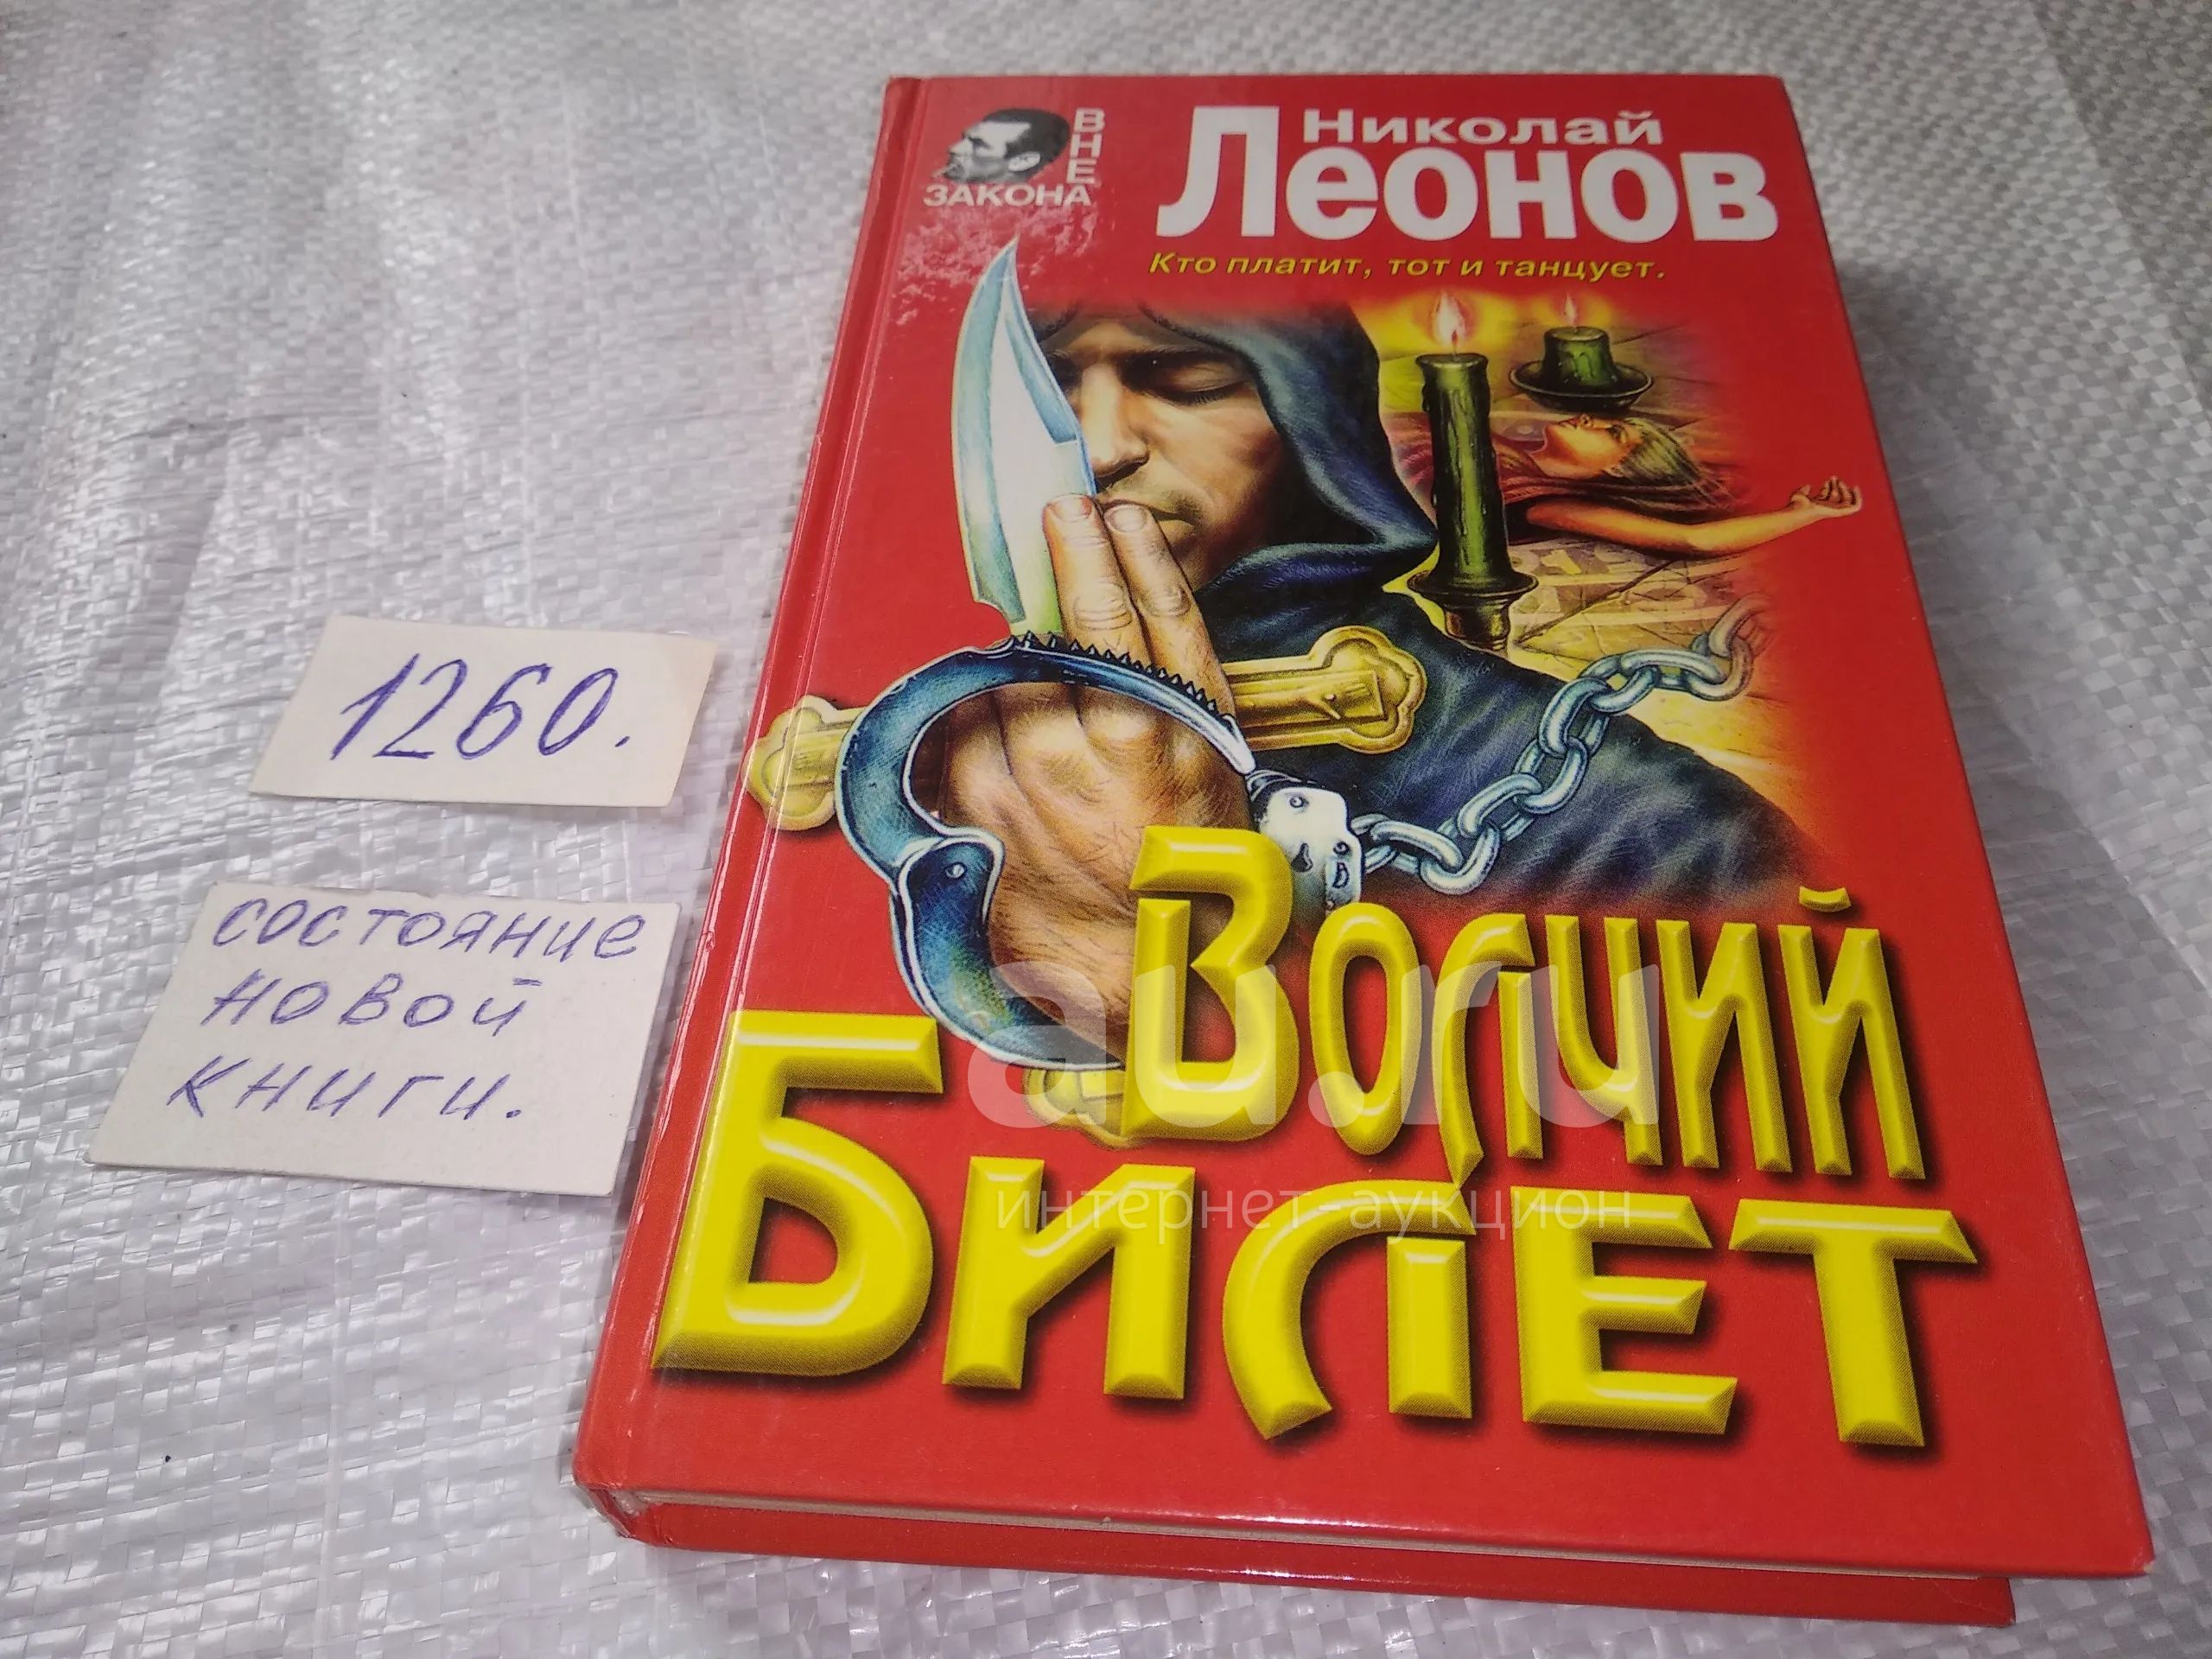 ВНЕ
ЗАКОНА
Николай
Леонов
Кто платит, тот и танцует.
1260.
состояние
новой
книги.
Волчий
Билет
au.ru
интернет-аукцион